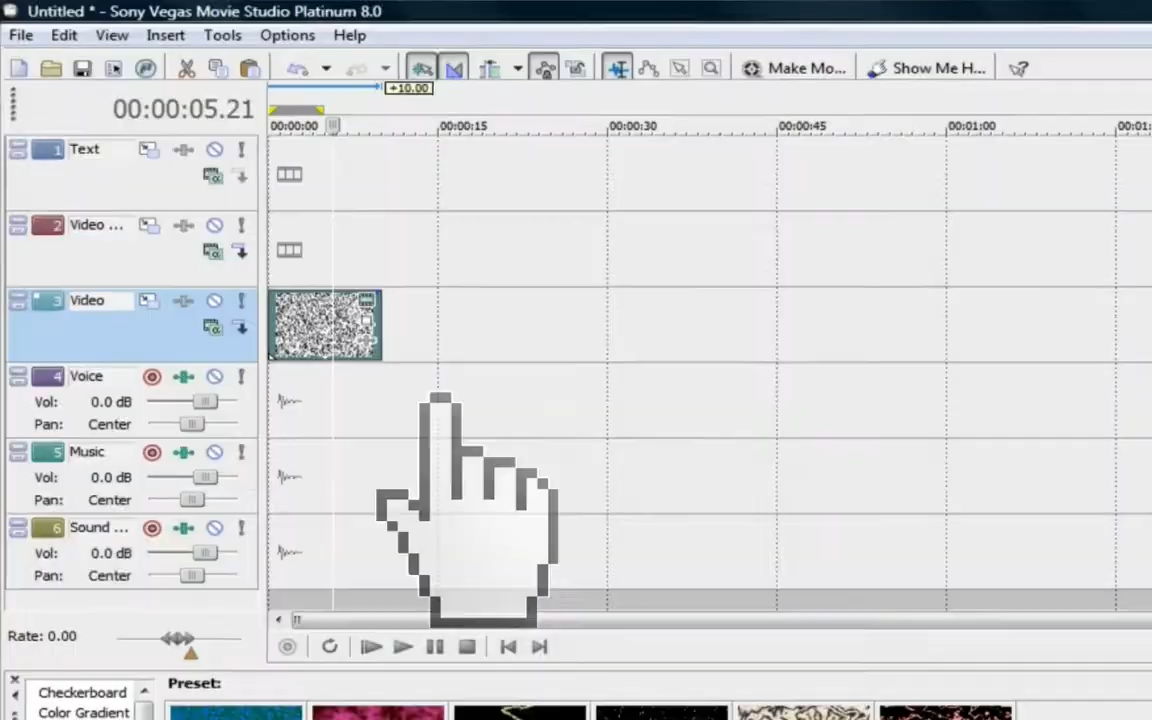 Untitled * - Sony Vegas Movie Studio Platinum 8.0
File Edit View Insert Tools Options Help
Make Mo... Show Me H...
+10.00
00:00:05.21
00:00:00 00:00:15 00:00:30 00:00:45 00:01:00 00:01:
1 Text
2 Video ...
3 Video
4 Voice
Vol: 0.0 dB
Pan: Center
5 Music
Vol: 0.0 dB
Pan: Center
6 Sound ...
Vol: 0.0 dB
Pan: Center
Rate: 0.00
Checkerboard
Color Gradient
Preset: